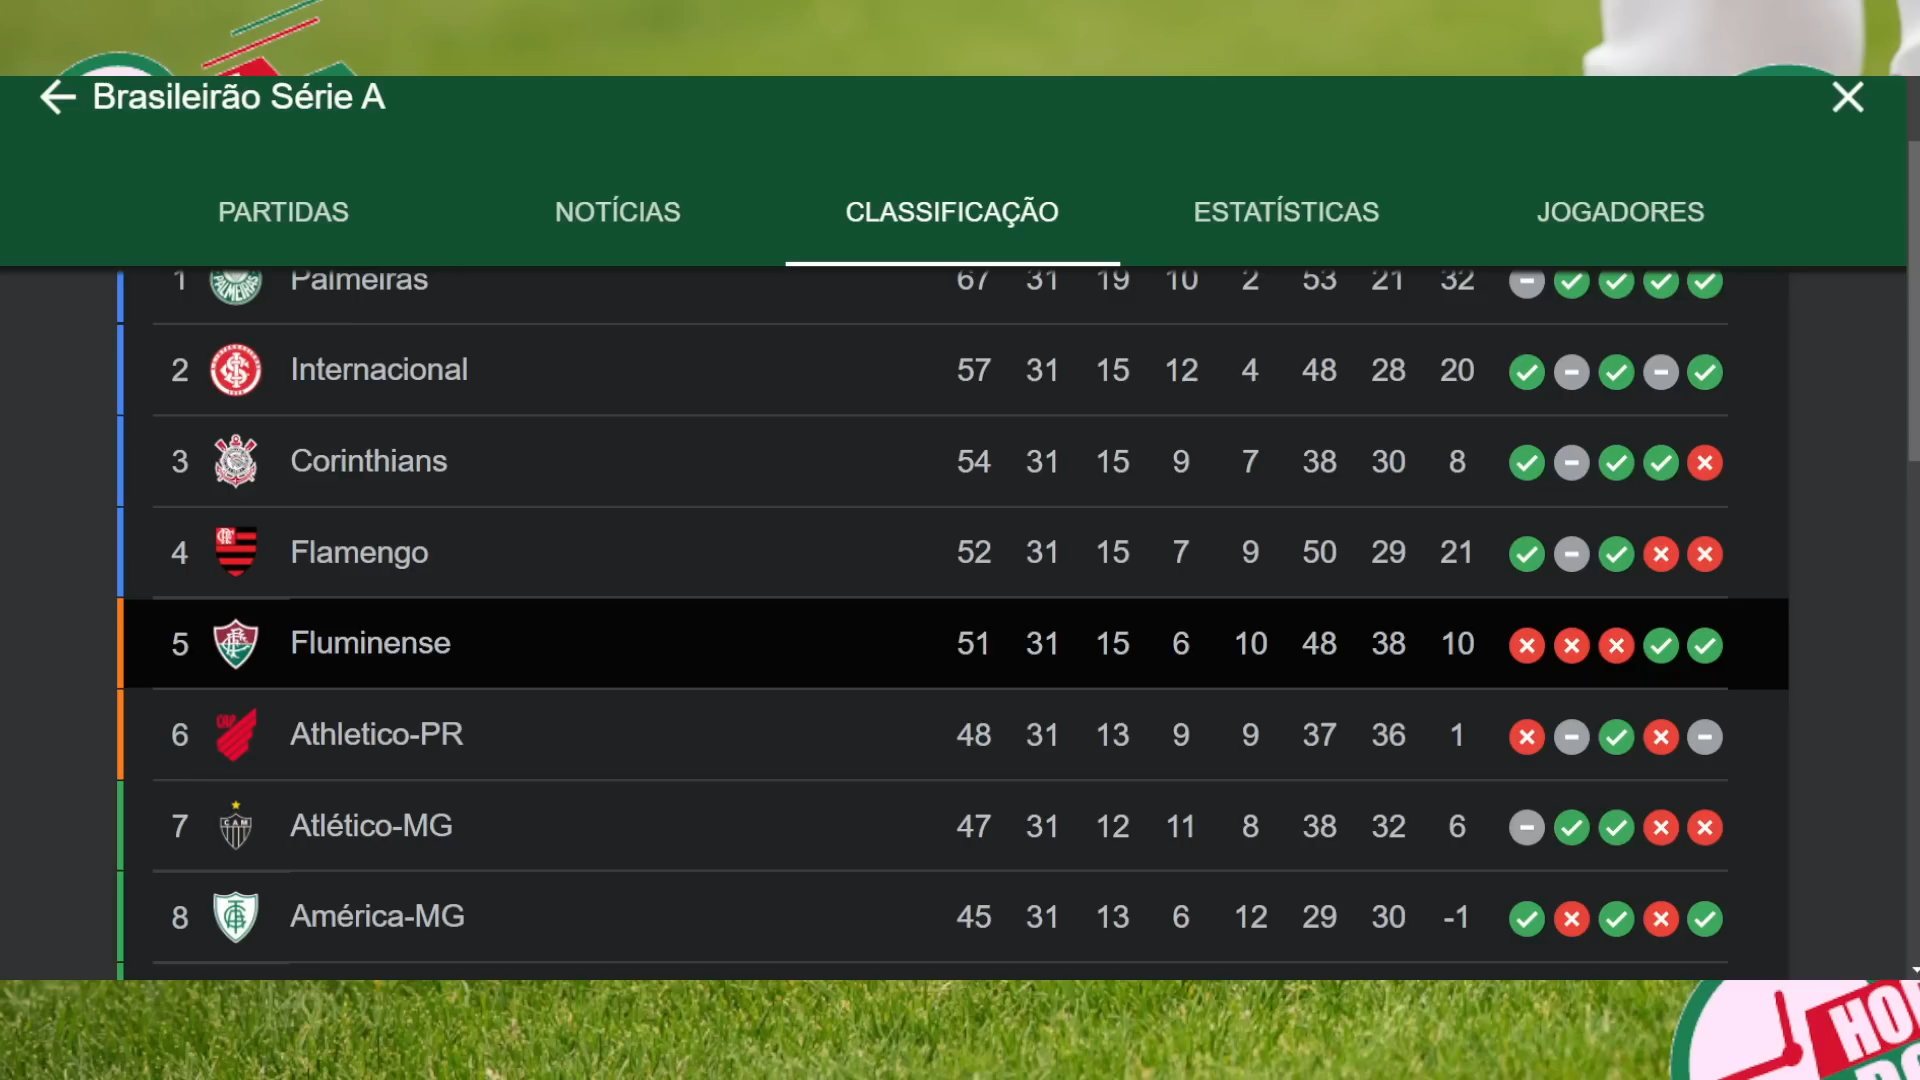 Brasileirão Série A
PARTIDAS NOTÍCIAS CLASSIFICAÇÃO ESTATÍSTICAS JOGADORES
1 PALMEIRAS Palmeiras 67 31 19 10 2 53 21 32
2 Internacional 57 31 15 12 4 48 28 20
3 Corinthians 54 31 15 9 7 38 30 8
4 Flamengo 52 31 15 7 9 50 29 21
5 Fluminense 51 31 15 6 10 48 38 10
6 CAP Athletico-PR 48 31 13 9 9 37 36 1
7 CAM Atlético-MG 47 31 12 11 8 38 32 6
8 América-MG 45 31 13 6 12 29 30 -1